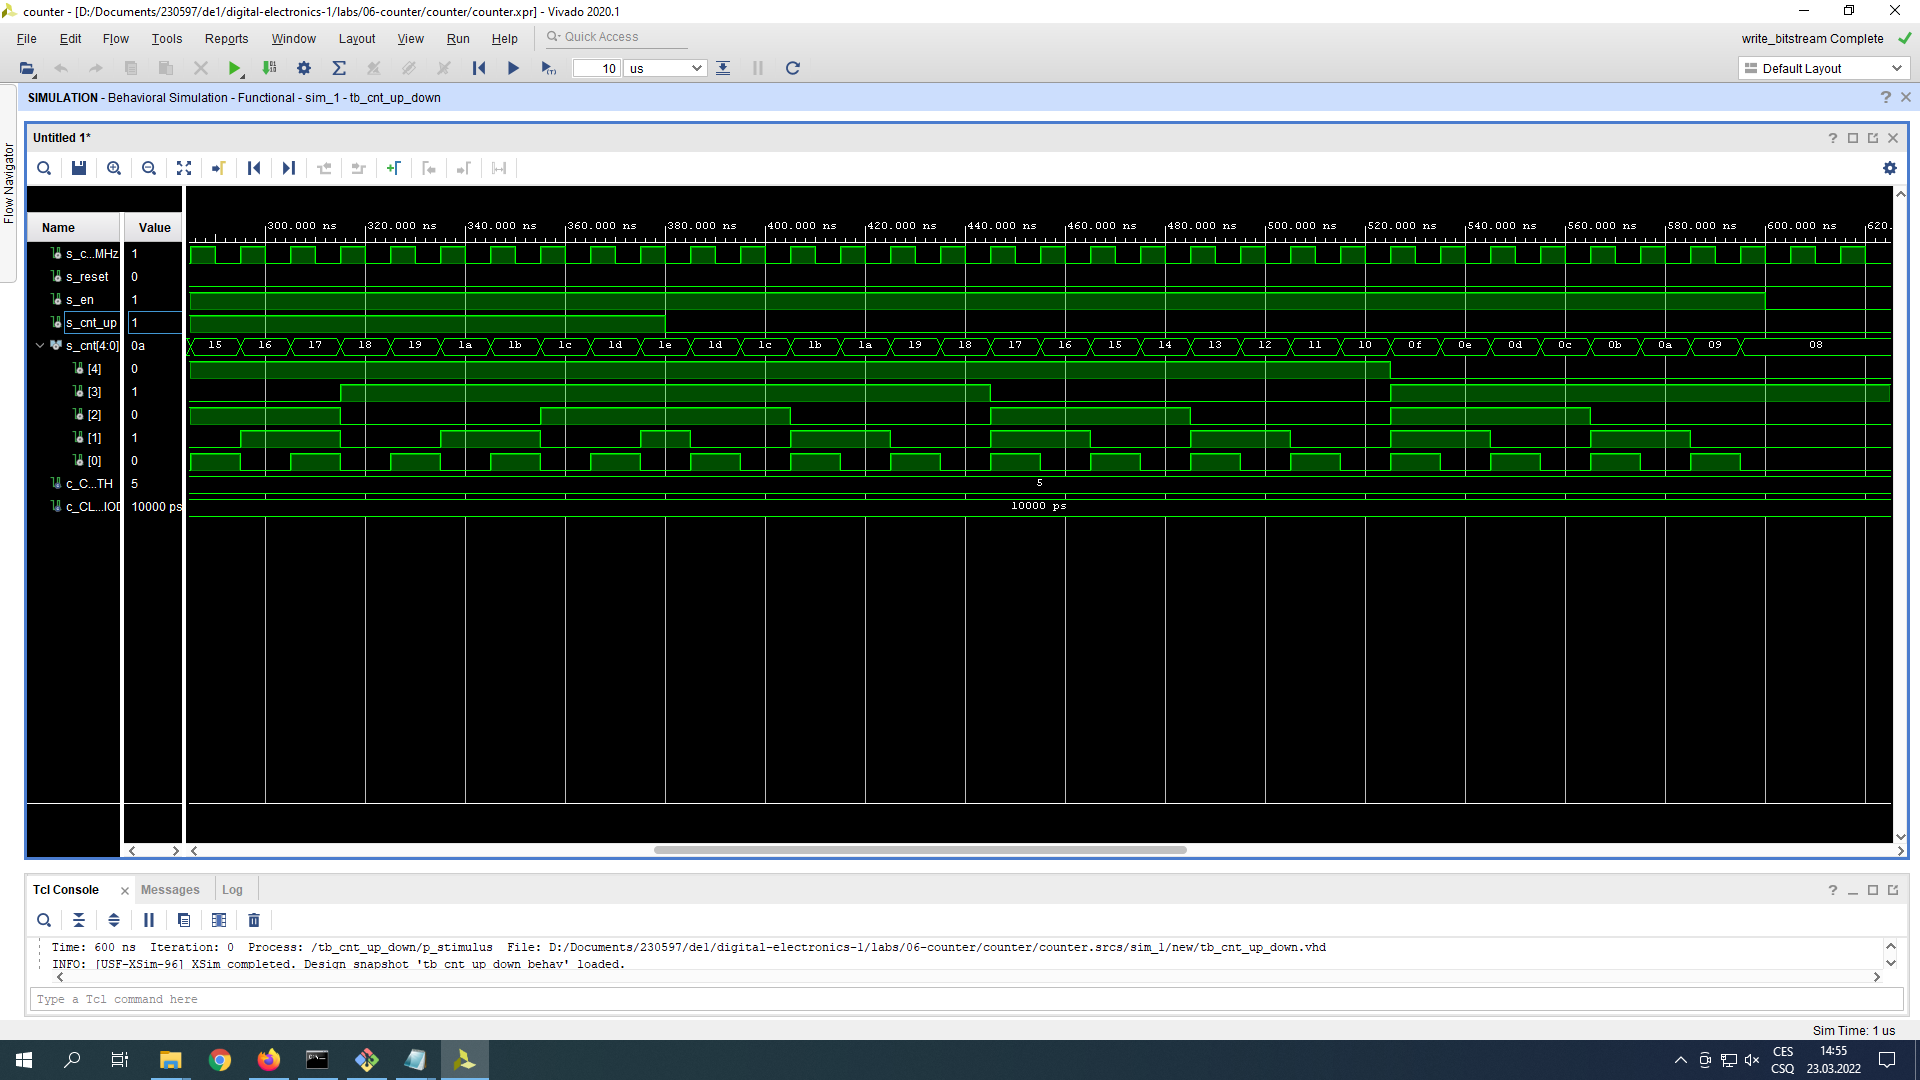 counter - [D:/Documents/230597/de1/digital-electronics-1/labs/06-counter/counter/counter.xpr] - Vivado 2020.1
File Edit Flow Tools Reports Window Layout View Run Help Quick Access write_bitstream Complete
10 us Default Layout
SIMULATION - Behavioral Simulation - Functional - sim_1 - tb_cnt_up_down
Flow Navigator
Untitled 1*
Name Value
300.000 ns 320.000 ns 340.000 ns 360.000 ns 380.000 ns 400.000 ns 420.000 ns 440.000 ns 460.000 ns 480.000 ns 500.000 ns 520.000 ns 540.000 ns 560.000 ns 580.000 ns 600.000 ns 620.
s_c...MHz 1
s_reset 0
s_en 1
s_cnt_up 1
s_cnt[4:0] 0a 15 16 17 18 19 1a 1b 1c 1d 1e 1d 1c 1b 1a 19 18 17 16 15 14 13 12 11 10 0f 0e 0d 0c 0b 0a 09 08
[4] 0
[3] 1
[2] 0
[1] 1
[0] 0
c_C...TH 5 5
c_CL...IOD 10000 ps 10000 ps
Tcl Console Messages Log
Time: 600 ns Iteration: 0 Process: /tb_cnt_up_down/p_stimulus File: D:/Documents/230597/de1/digital-electronics-1/labs/06-counter/counter/counter.srcs/sim_1/new/tb_cnt_up_down.vhd
INFO: [USF-XSim-96] XSim completed. Design snapshot 'tb_cnt_up_down_behav' loaded.
Type a Tcl command here
Sim Time: 1 us
CES 14:55
CSQ 23.03.2022